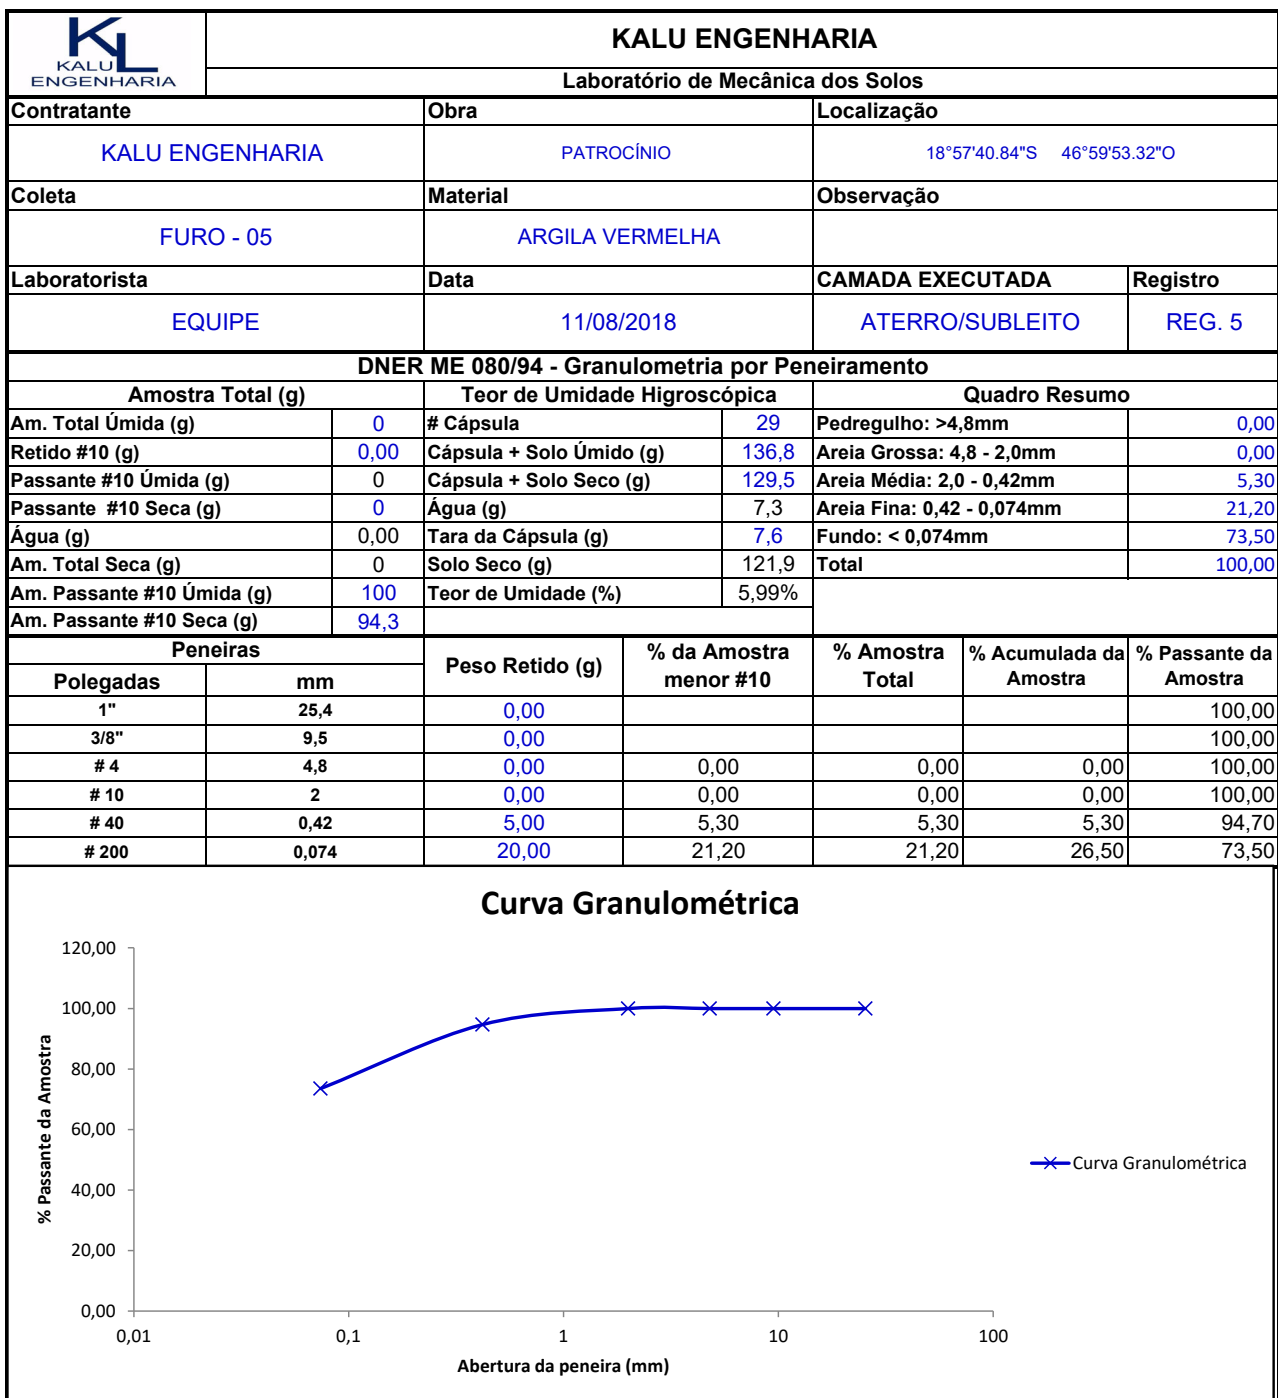 KL
KALU
ENGENHARIA
KALU ENGENHARIA
Laboratório de Mecânica dos Solos
Contratante Obra Localização
KALU ENGENHARIA PATROCÍNIO 18°57'40.84"S 46°59'53.32"O
Coleta Material Observação
FURO - 05 ARGILA VERMELHA
Laboratorista Data CAMADA EXECUTADA Registro
EQUIPE 11/08/2018 ATERRO/SUBLEITO REG. 5
DNER ME 080/94 - Granulometria por Peneiramento
Amostra Total (g) Teor de Umidade Higroscópica Quadro Resumo
Am. Total Úmida (g) 0 # Cápsula 29 Pedregulho: >4,8mm 0,00
Retido #10 (g) 0,00 Cápsula + Solo Úmido (g) 136,8 Areia Grossa: 4,8 - 2,0mm 0,00
Passante #10 Úmida (g) 0 Cápsula + Solo Seco (g) 129,5 Areia Média: 2,0 - 0,42mm 5,30
Passante #10 Seca (g) 0 Água (g) 7,3 Areia Fina: 0,42 - 0,074mm 21,20
Água (g) 0,00 Tara da Cápsula (g) 7,6 Fundo: < 0,074mm 73,50
Am. Total Seca (g) 0 Solo Seco (g) 121,9 Total 100,00
Am. Passante #10 Úmida (g) 100 Teor de Umidade (%) 5,99%
Am. Passante #10 Seca (g) 94,3
Peneiras Peso Retido (g) % da Amostra menor #10 % Amostra Total % Acumulada da Amostra % Passante da Amostra
Polegadas mm
1" 25,4 0,00 100,00
3/8" 9,5 0,00 100,00
# 4 4,8 0,00 0,00 0,00 0,00 100,00
# 10 2 0,00 0,00 0,00 0,00 100,00
# 40 0,42 5,00 5,30 5,30 5,30 94,70
# 200 0,074 20,00 21,20 21,20 26,50 73,50
Curva Granulométrica
120,00
100,00
80,00
60,00
40,00
20,00
0,00
% Passante da Amostra
0,01 0,1 1 10 100
Abertura da peneira (mm)
Curva Granulométrica